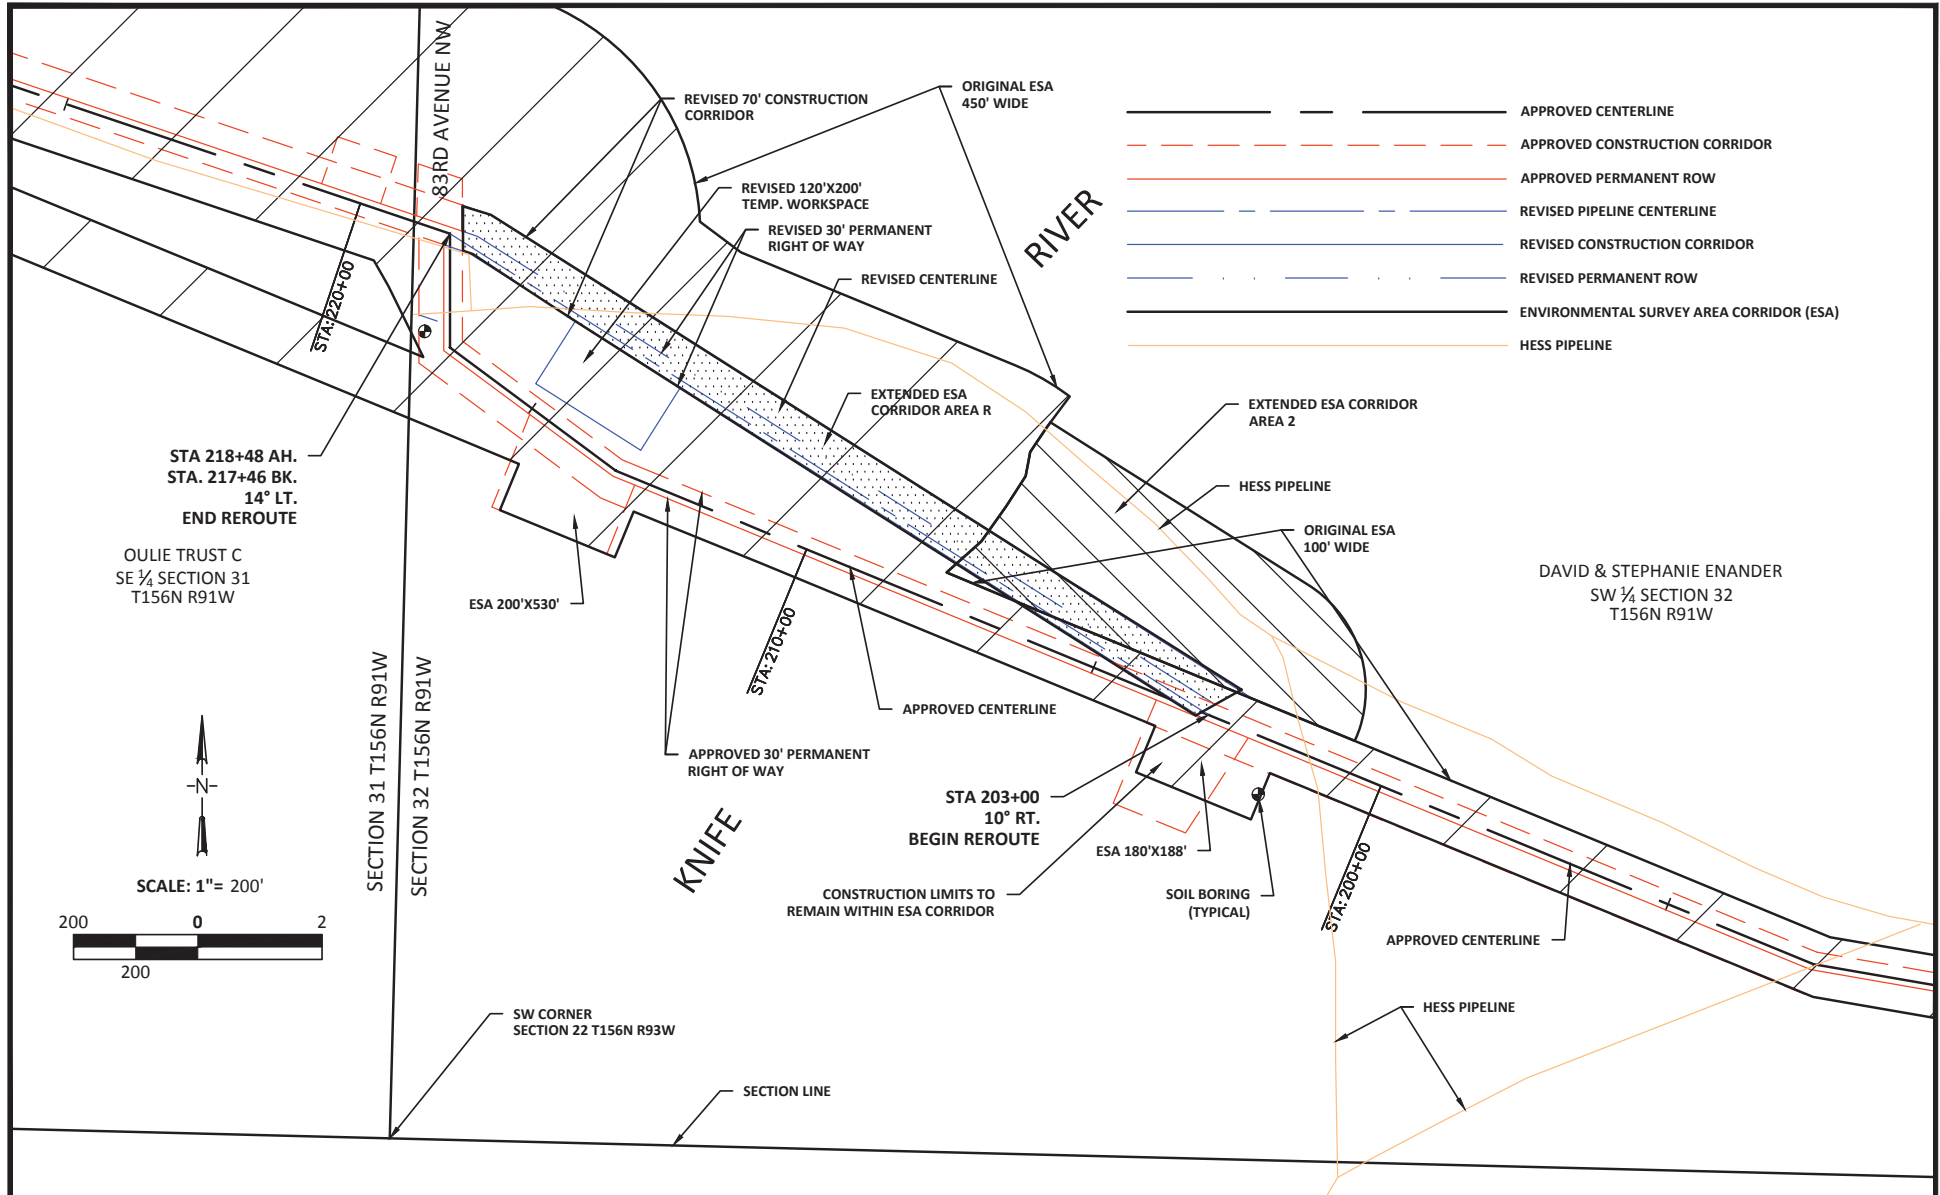 83RD AVENUE NW
REVISED 70' CONSTRUCTION
CORRIDOR
ORIGINAL ESA
450' WIDE
REVISED 120'X200'
TEMP. WORKSPACE
REVISED 30' PERMANENT
RIGHT OF WAY
REVISED CENTERLINE
RIVER
APPROVED CENTERLINE
APPROVED CONSTRUCTION CORRIDOR
APPROVED PERMANENT ROW
REVISED PIPELINE CENTERLINE
REVISED CONSTRUCTION CORRIDOR
REVISED PERMANENT ROW
ENVIRONMENTAL SURVEY AREA CORRIDOR (ESA)
HESS PIPELINE
STA: 220+00
EXTENDED ESA
CORRIDOR AREA R
EXTENDED ESA CORRIDOR
AREA 2
HESS PIPELINE
ORIGINAL ESA
100' WIDE
STA 218+48 AH.
STA. 217+46 BK.
14° LT.
END REROUTE
OULIE TRUST C
SE 1/4 SECTION 31
T156N R91W
ESA 200'X530'
DAVID & STEPHANIE ENANDER
SW 1/4 SECTION 32
T156N R91W
STA: 210+00
APPROVED CENTERLINE
APPROVED 30' PERMANENT
RIGHT OF WAY
SECTION 31 T156N R91W
SECTION 32 T156N R91W
KNIFE
STA 203+00
10° RT.
BEGIN REROUTE
ESA 180'X188'
CONSTRUCTION LIMITS TO
REMAIN WITHIN ESA CORRIDOR
SOIL BORING
(TYPICAL)
STA: 200+00
APPROVED CENTERLINE
-N-
SCALE: 1"= 200'
200 0 2
200
SW CORNER
SECTION 22 T156N R93W
HESS PIPELINE
SECTION LINE